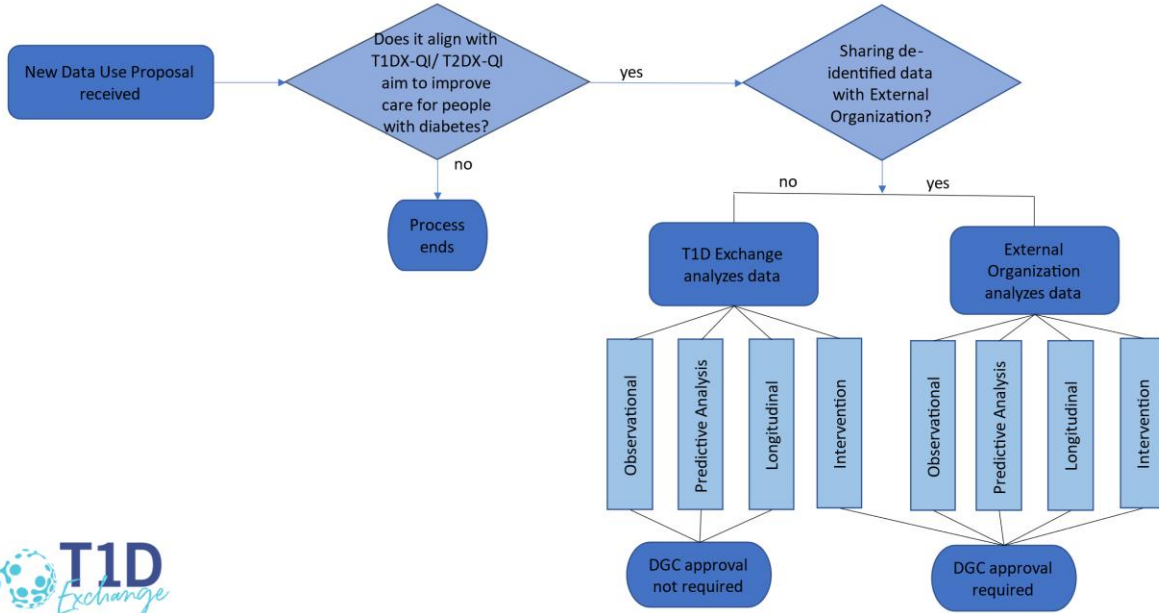 New Data Use Proposal
received
Does it align with
T1DX-QI/ T2DX-QI
aim to improve
care for people
with diabetes?
yes
Sharing de-
identified data
with External
Organization?
no
Process
ends
no
yes
T1D Exchange
analyzes data
External
Organization
analyzes data
Observational
Predictive Analysis
Longitudinal
Intervention
Observational
Predictive Analysis
Longitudinal
Intervention
DGC approval
not required
DGC approval
required
T1D
Exchange